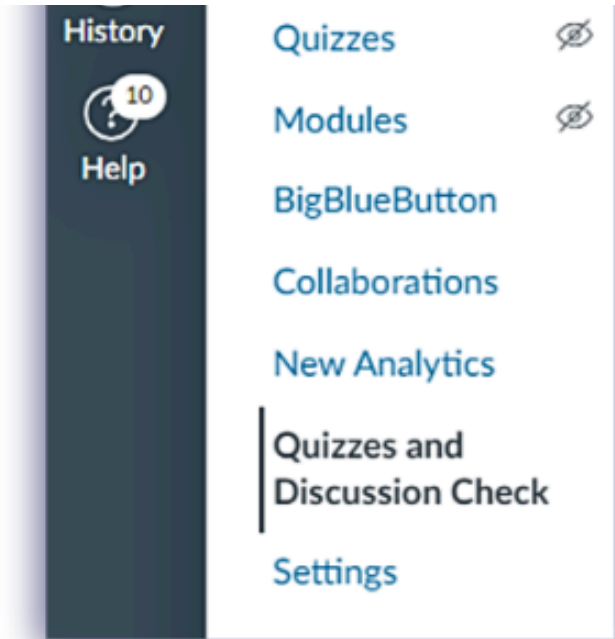 History
10
Help
Quizzes
Modules
BigBlueButton
Collaborations
New Analytics
Quizzes and
Discussion Check
Settings